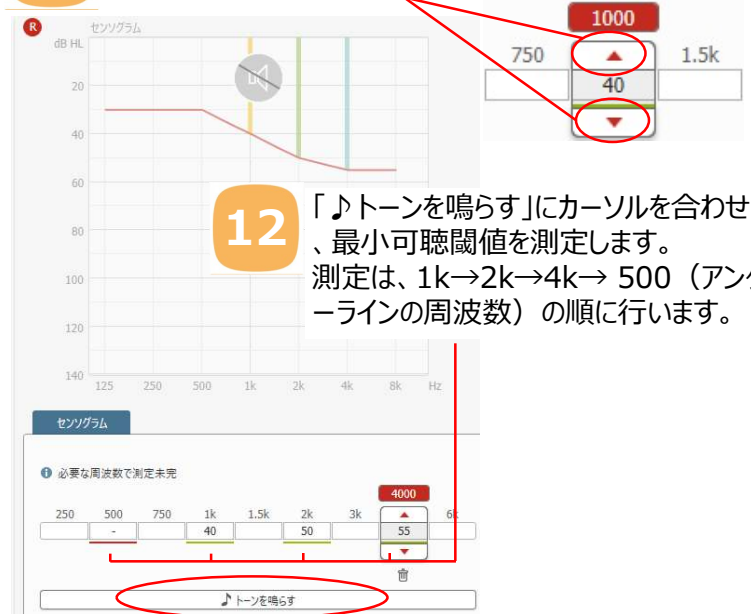 R センソグラム
dB HL
20
40
60
80
100
120
140
125 250 500 1k 2k 4k 8k Hz
1000
750 1.5k
40
12
「♪トーンを鳴らす」にカーソルを合わせ
、最小可聴閾値を測定します。
測定は、1k→2k→4k→ 500（アンダ
ーラインの周波数）の順に行います。
センソグラム
必要な周波数で測定未完
4000
250 500 750 1k 1.5k 2k 3k 6k
- 40 50 55
♪トーンを鳴らす